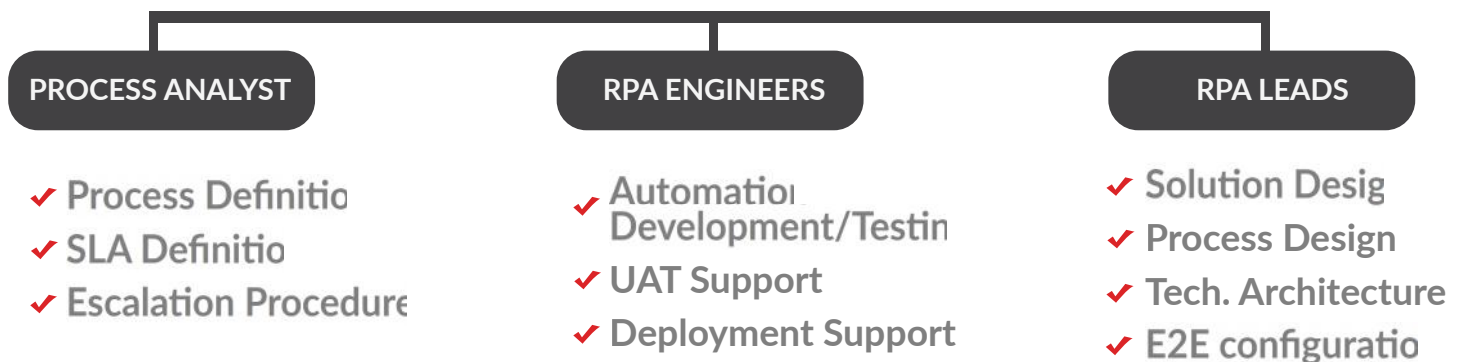 PROCESS ANALYST
Process Definitio
SLA Definitio
Escalation Procedure
RPA ENGINEERS
Automation
Development/Testin
UAT Support
Deployment Support
RPA LEADS
Solution Desig
Process Design
Tech. Architecture
E2E configuratio